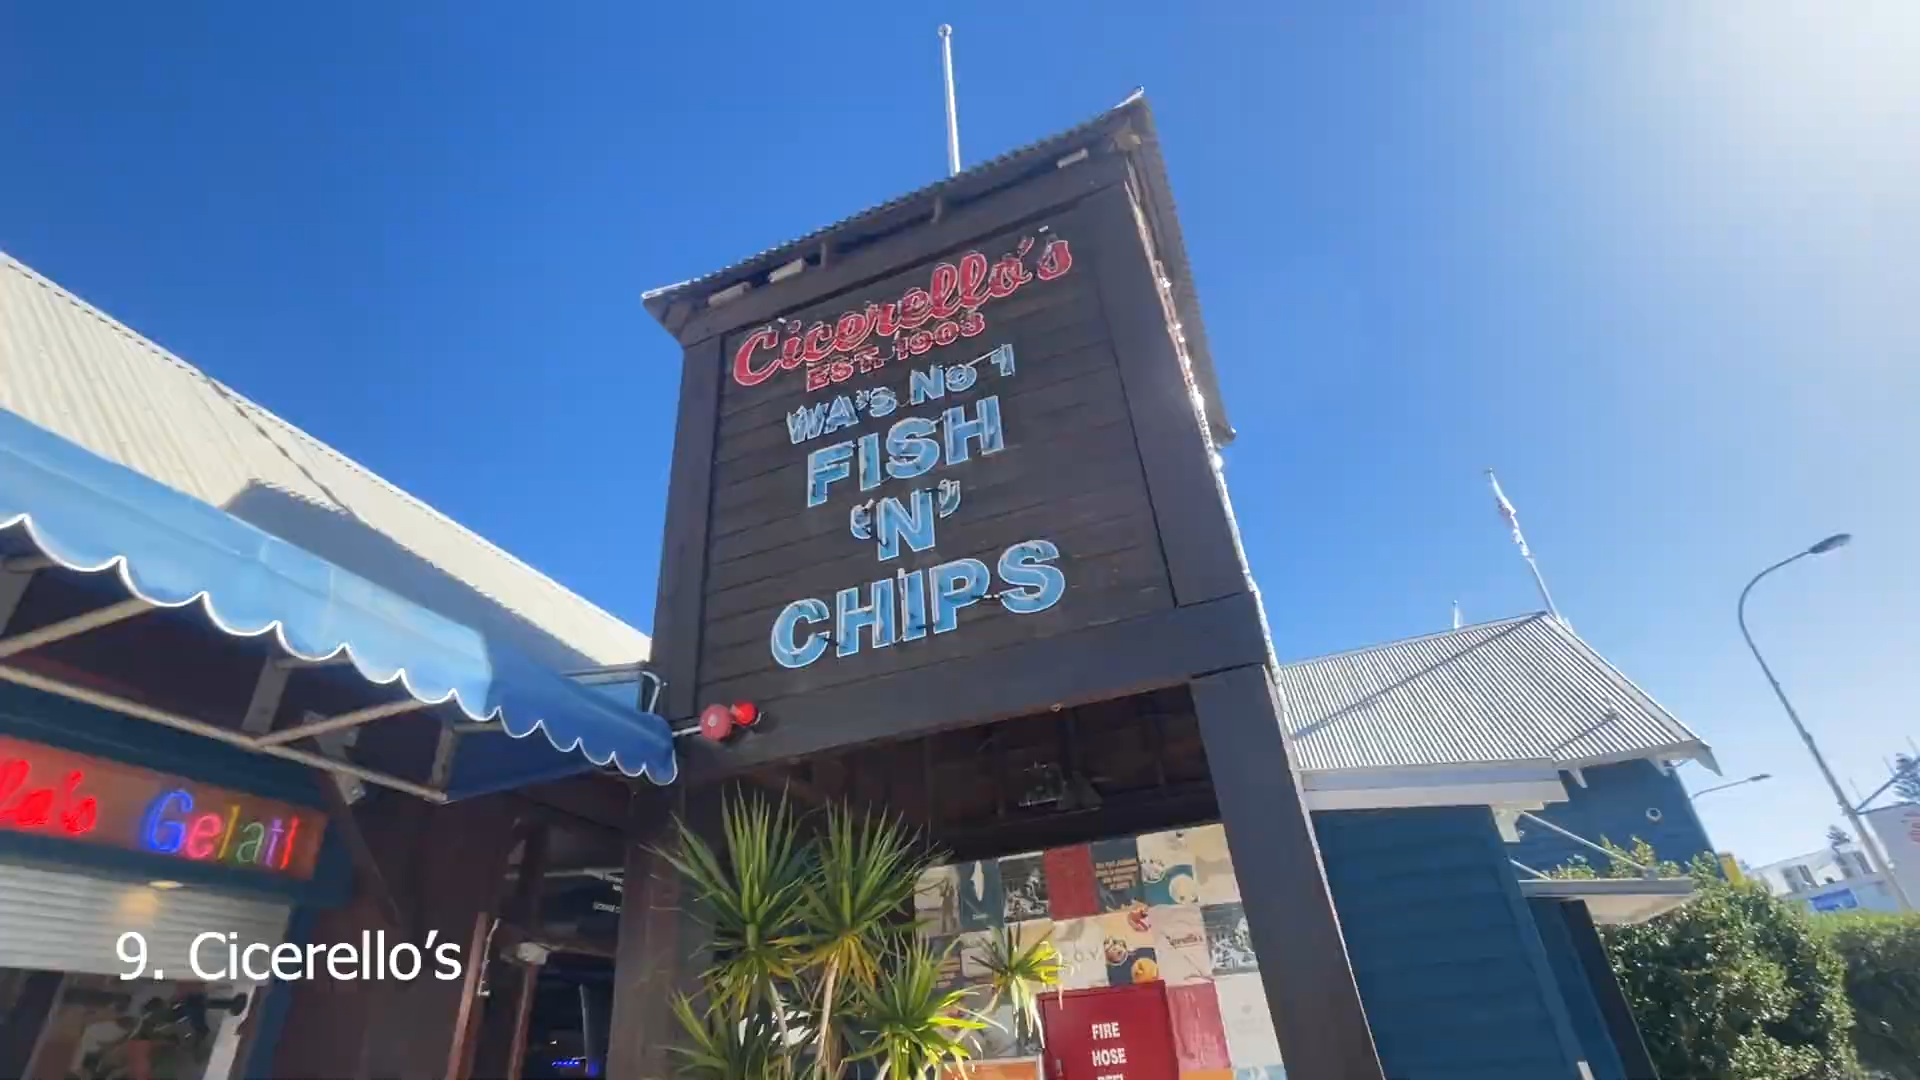 Cicerello's
EST. 1903
WA'S No 1
FISH
'N'
CHIPS
Gelati
FIRE
HOSE
9. Cicerello's